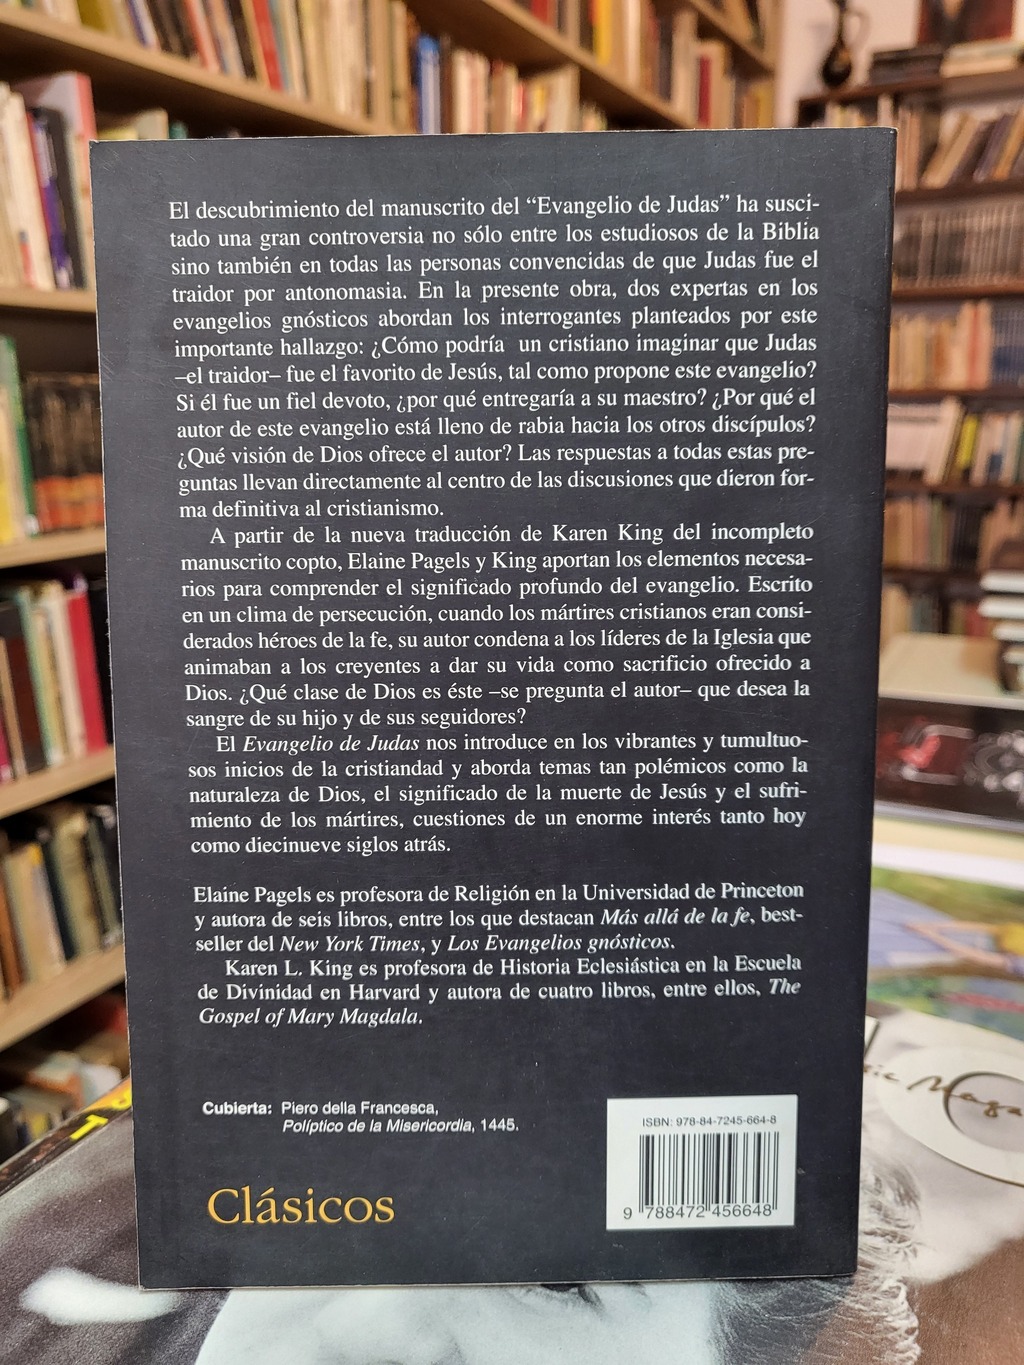 El descubrimiento del manuscrito del “Evangelio de Judas” ha susci-
tado una gran controversia no sólo entre los estudiosos de la Biblia
sino también en todas las personas convencidas de que Judas fue el
traidor por antonomasia. En la presente obra, dos expertas en los
evangelios gnósticos abordan los interrogantes planteados por este
importante hallazgo: ¿Cómo podría un cristiano imaginar que Judas
–el traidor– fue el favorito de Jesús, tal como propone este evangelio?
Si él fue un fiel devoto, ¿por qué entregaría a su maestro? ¿Por qué el
autor de este evangelio está lleno de rabia hacia los otros discípulos?
¿Qué visión de Dios ofrece el autor? Las respuestas a todas estas pre-
guntas llevan directamente al centro de las discusiones que dieron for-
ma definitiva al cristianismo.
A partir de la nueva traducción de Karen King del incompleto
manuscrito copto, Elaine Pagels y King aportan los elementos necesa-
rios para comprender el significado profundo del evangelio. Escrito
en un clima de persecución, cuando los mártires cristianos eran consi-
derados héroes de la fe, su autor condena a los líderes de la Iglesia que
animaban a los creyentes a dar su vida como sacrificio ofrecido a
Dios. ¿Qué clase de Dios es éste –se pregunta el autor– que desea la
sangre de su hijo y de sus seguidores?
El Evangelio de Judas nos introduce en los vibrantes y tumultuo-
sos inicios de la cristiandad y aborda temas tan polémicos como la
naturaleza de Dios, el significado de la muerte de Jesús y el sufri-
miento de los mártires, cuestiones de un enorme interés tanto hoy
como diecinueve siglos atrás.
Elaine Pagels es profesora de Religión en la Universidad de Princeton
y autora de seis libros, entre los que destacan Más allá de la fe, best-
seller del New York Times, y Los Evangelios gnósticos.
Karen L. King es profesora de Historia Eclesiástica en la Escuela
de Divinidad en Harvard y autora de cuatro libros, entre ellos, The
Gospel of Mary Magdala.
Cubierta: Piero della Francesca,
Políptico de la Misericordia, 1445.
ISBN: 978-84-7245-664-8
9 788472 456648
Clásicos